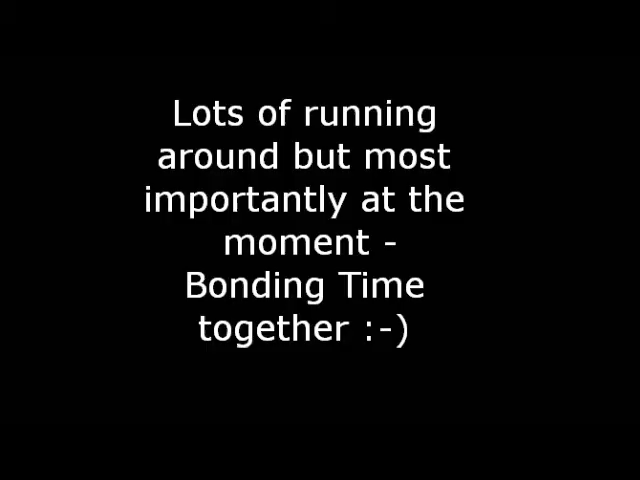 Lots of running
around but most
importantly at the
moment -
Bonding Time
together :-)